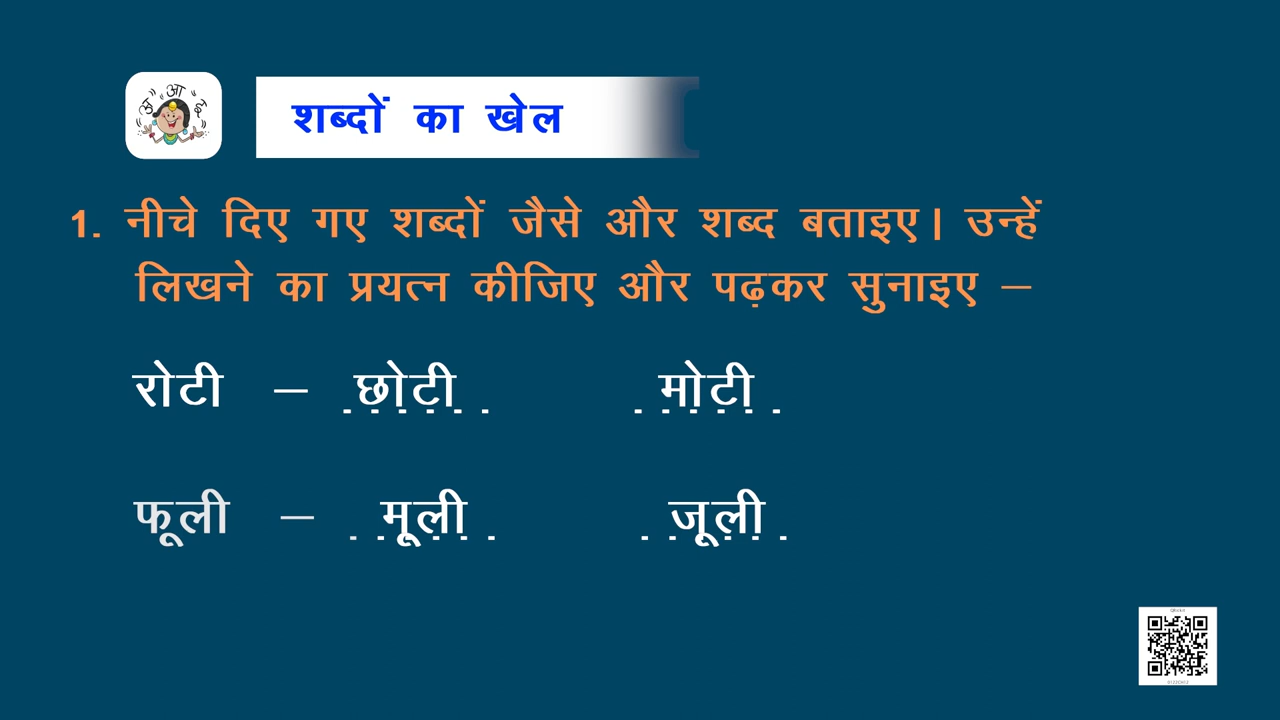 अ आ इ
शब्दों का खेल
1. नीचे दिए गए शब्दों जैसे और शब्द बताइए। उन्हें
लिखने का प्रयत्न कीजिए और पढ़कर सुनाइए –
रोटी – छोटी मोटी
फूली – मूली जूली